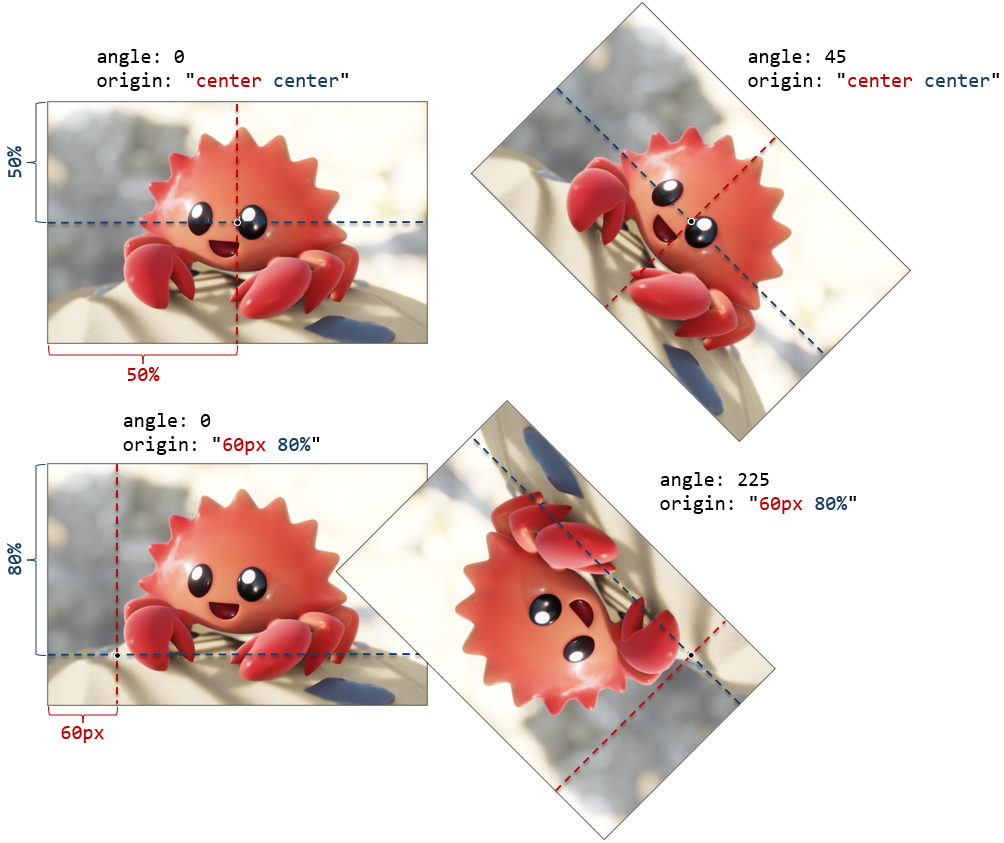 angle: 0
origin: "center center"
50%
50%
angle: 45
origin: "center center"
angle: 0
origin: "60px 80%"
80%
60px
angle: 225
origin: "60px 80%"